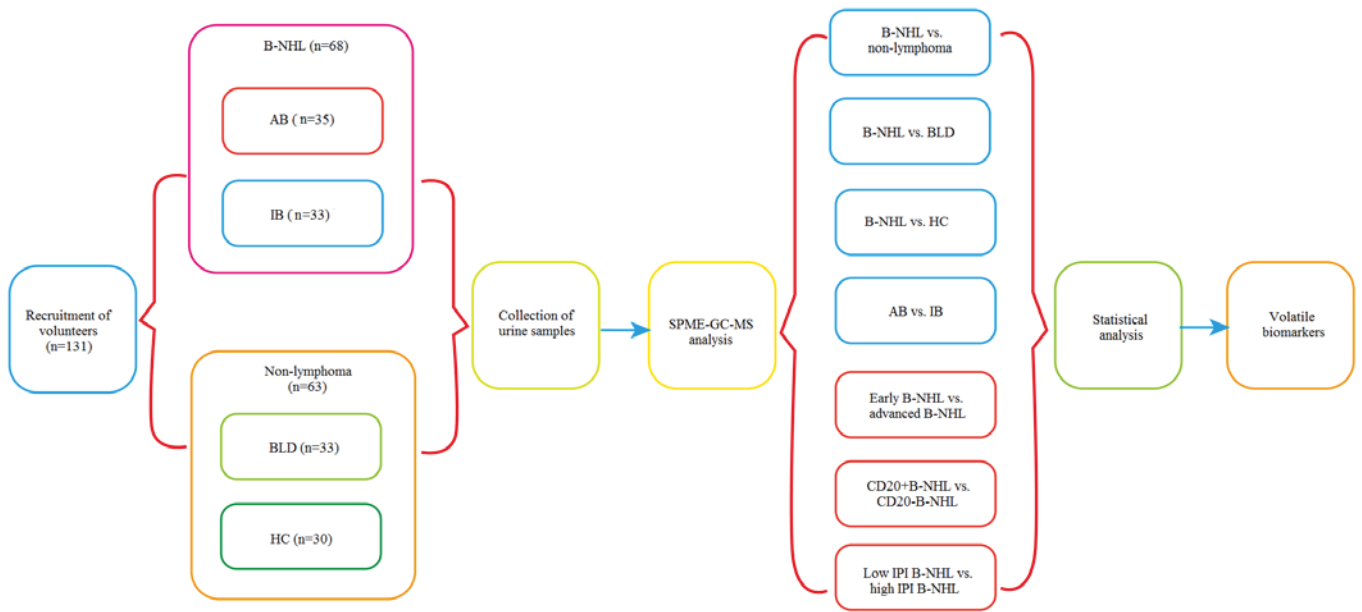 Recruitment of
volunteers
(n=131)
B-NHL (n=68)
AB ( n=35)
IB ( n=33)
Non-lymphoma
(n=63)
BLD (n=33)
HC (n=30)
Collection of
urine samples
SPME-GC-MS
analysis
B-NHL vs.
non-lymphoma
B-NHL vs. BLD
B-NHL vs. HC
AB vs. IB
Early B-NHL vs.
advanced B-NHL
CD20+B-NHL vs.
CD20-B-NHL
Low IPI B-NHL vs.
high IPI B-NHL
Statistical
analysis
Volatile
biomarkers